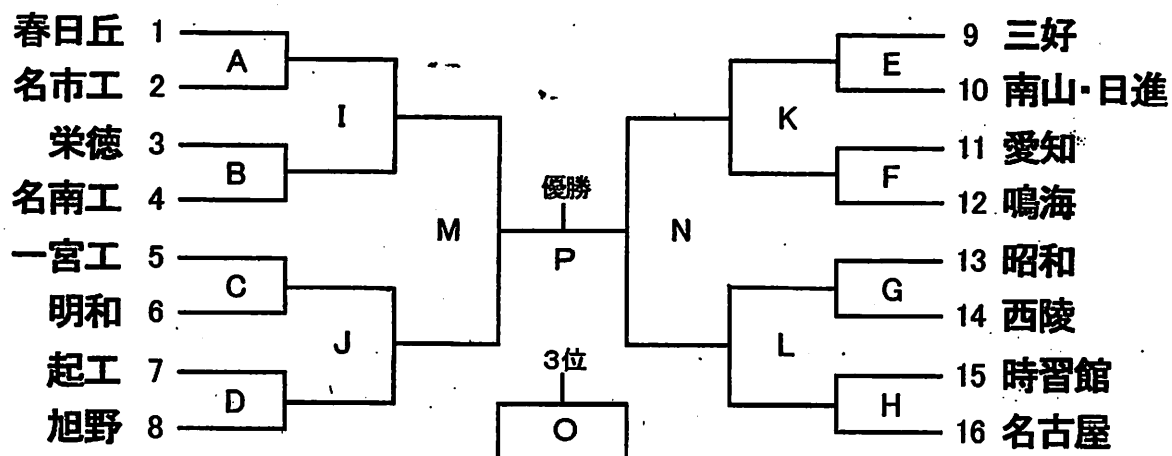 春日丘 1
A
名市工 2
I
栄徳 3
B
名南工 4
M
一宮工 5
C
明和 6
J
起工 7
D
旭野 8
優勝
P
3位
O
9 三好
E
10 南山・日進
K
11 愛知
F
12 鳴海
N
13 昭和
G
14 西陵
L
15 時習館
H
16 名古屋